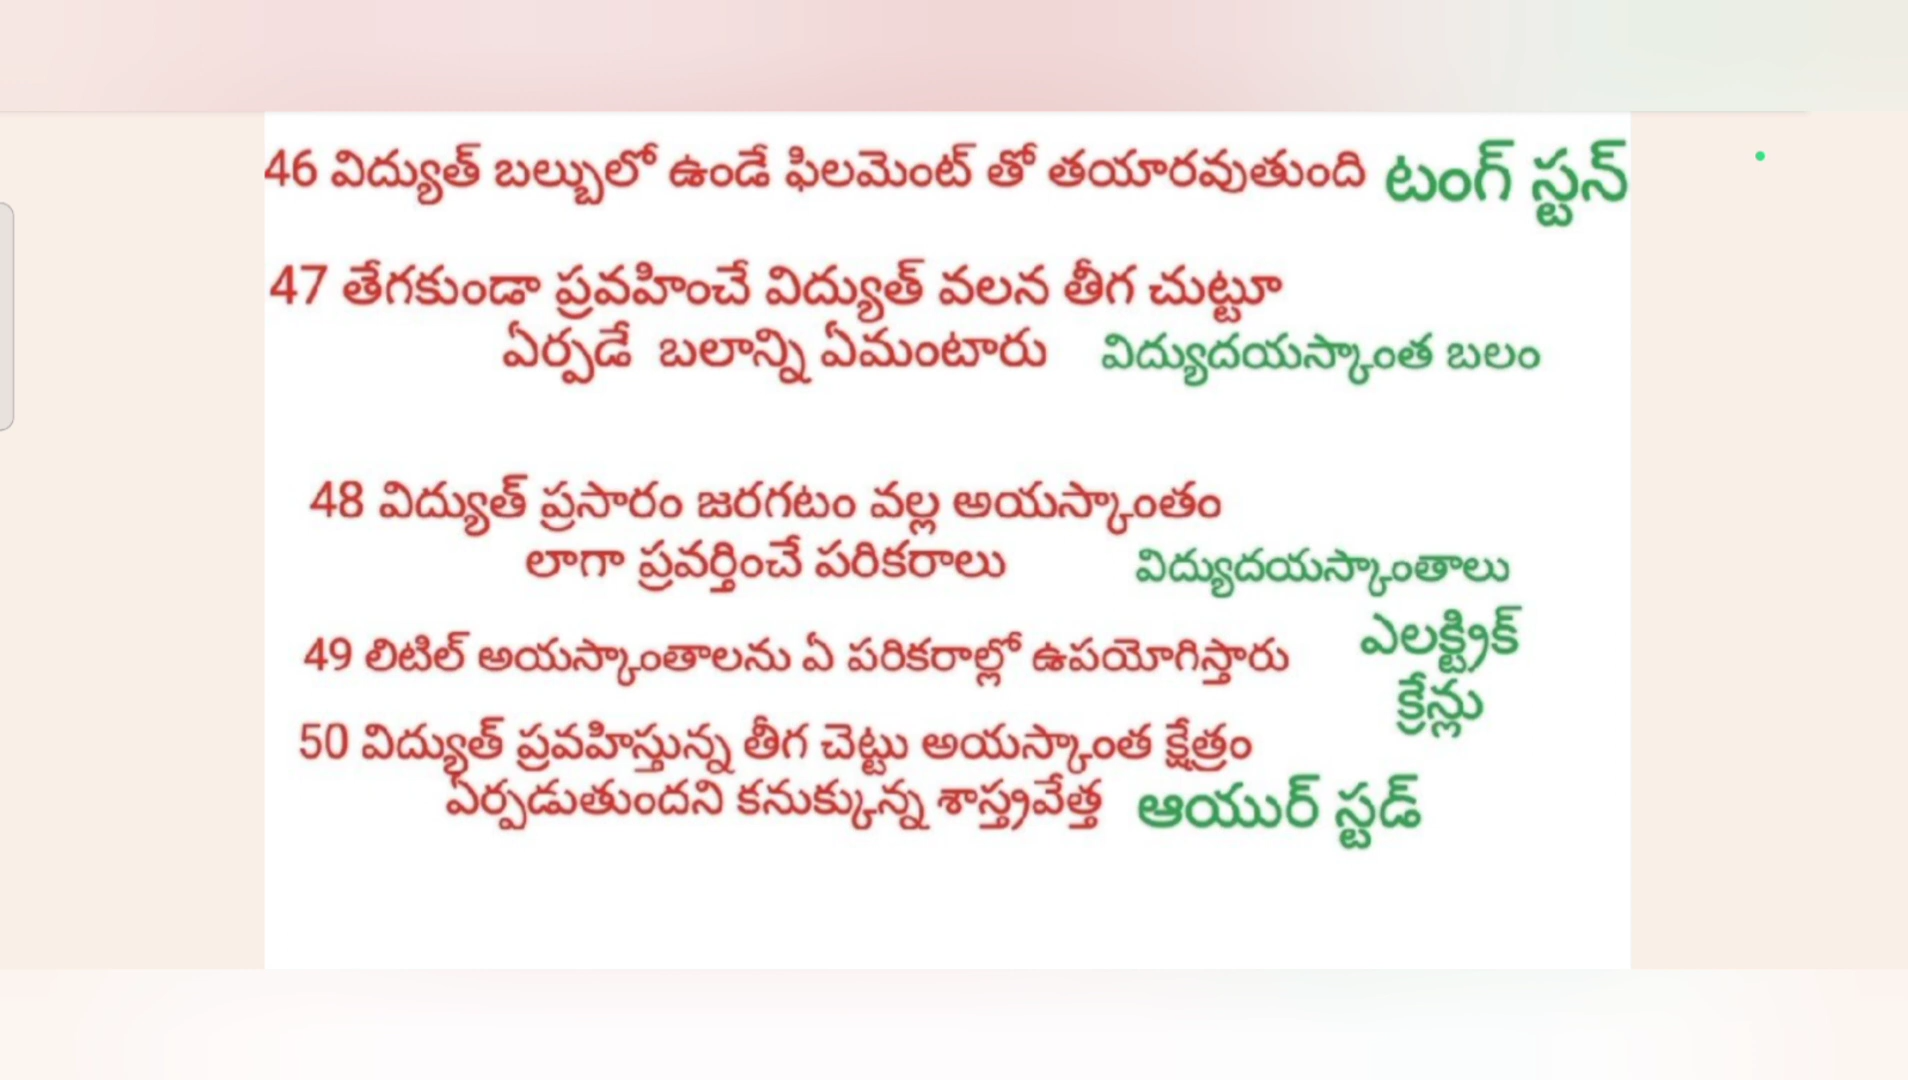 46 విద్యుత్ బల్బులో ఉండే ఫిలమెంట్ తో తయారవుతుంది టంగ్ స్టన్
47 తేగకుండా ప్రవహించే విద్యుత్ వలన తీగ చుట్టూ
ఏర్పడే బలాన్ని ఏమంటారు విద్యుదయస్కాంత బలం
48 విద్యుత్ ప్రసారం జరగటం వల్ల అయస్కాంతం
లాగా ప్రవర్తించే పరికరాలు విద్యుదయస్కాంతాలు
49 లిటిల్ అయస్కాంతాలను ఏ పరికరాల్లో ఉపయోగిస్తారు ఎలక్ట్రిక్
క్రేన్లు
50 విద్యుత్ ప్రవహిస్తున్న తీగ చెట్టు అయస్కాంత క్షేత్రం
ఏర్పడుతుందని కనుక్కున్న శాస్త్రవేత్త ఆయుర్ స్టడ్